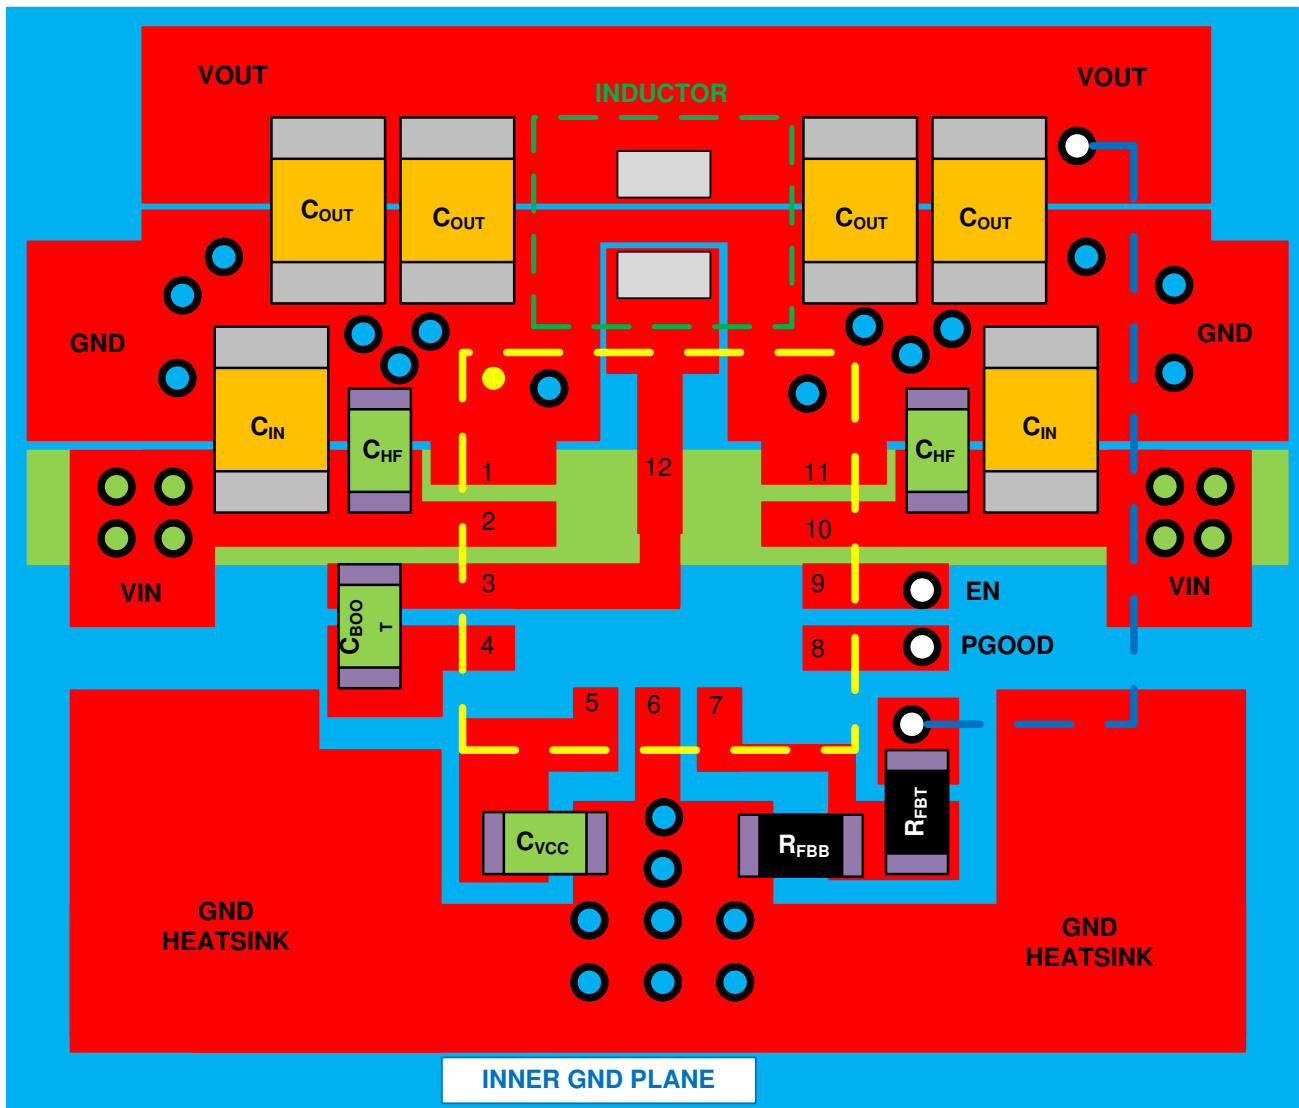 VOUT
VOUT
INDUCTOR
COUT
COUT
COUT
COUT
GND
GND
CIN
CHF
CHF
CIN
1
12
11
2
10
VIN
VIN
3
9
EN
CBOO
T
4
8
PGOOD
5
6
7
CVCC
RFBB
RFBT
GND
HEATSINK
GND
HEATSINK
INNER GND PLANE